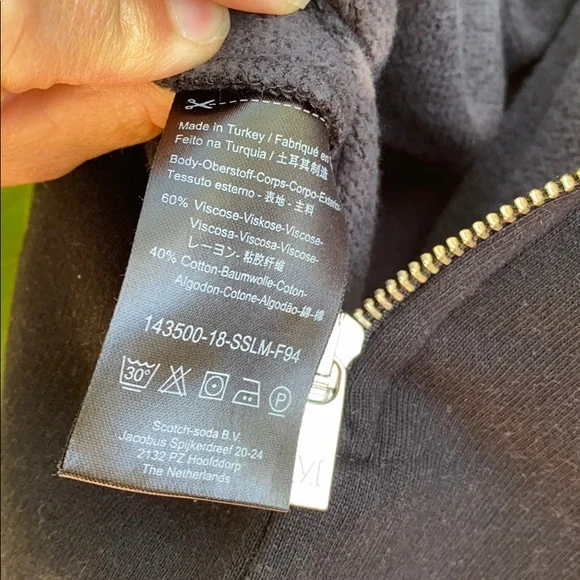 Made in Turkey / Fabriqué en
Feito na Turquia / 土耳其制造
Body-Oberstoff-Corps-Corpo-Exterior-
Tessuto esterno - 表地 - 主料
60% Viscose-Viskose-Viscose-
Viscosa-Viscosa-Viscose-
レーヨン- 粘胶纤维
40% Cotton-Baumwolle-Coton-
Algodon-Cotone-Algodão-綿-棉
143500-18-SSLM-F94
30°
P
Scotch-soda B.V.
Jacobus Spijkerdreef 20-24
2132 PZ Hoofddorp
The Netherlands